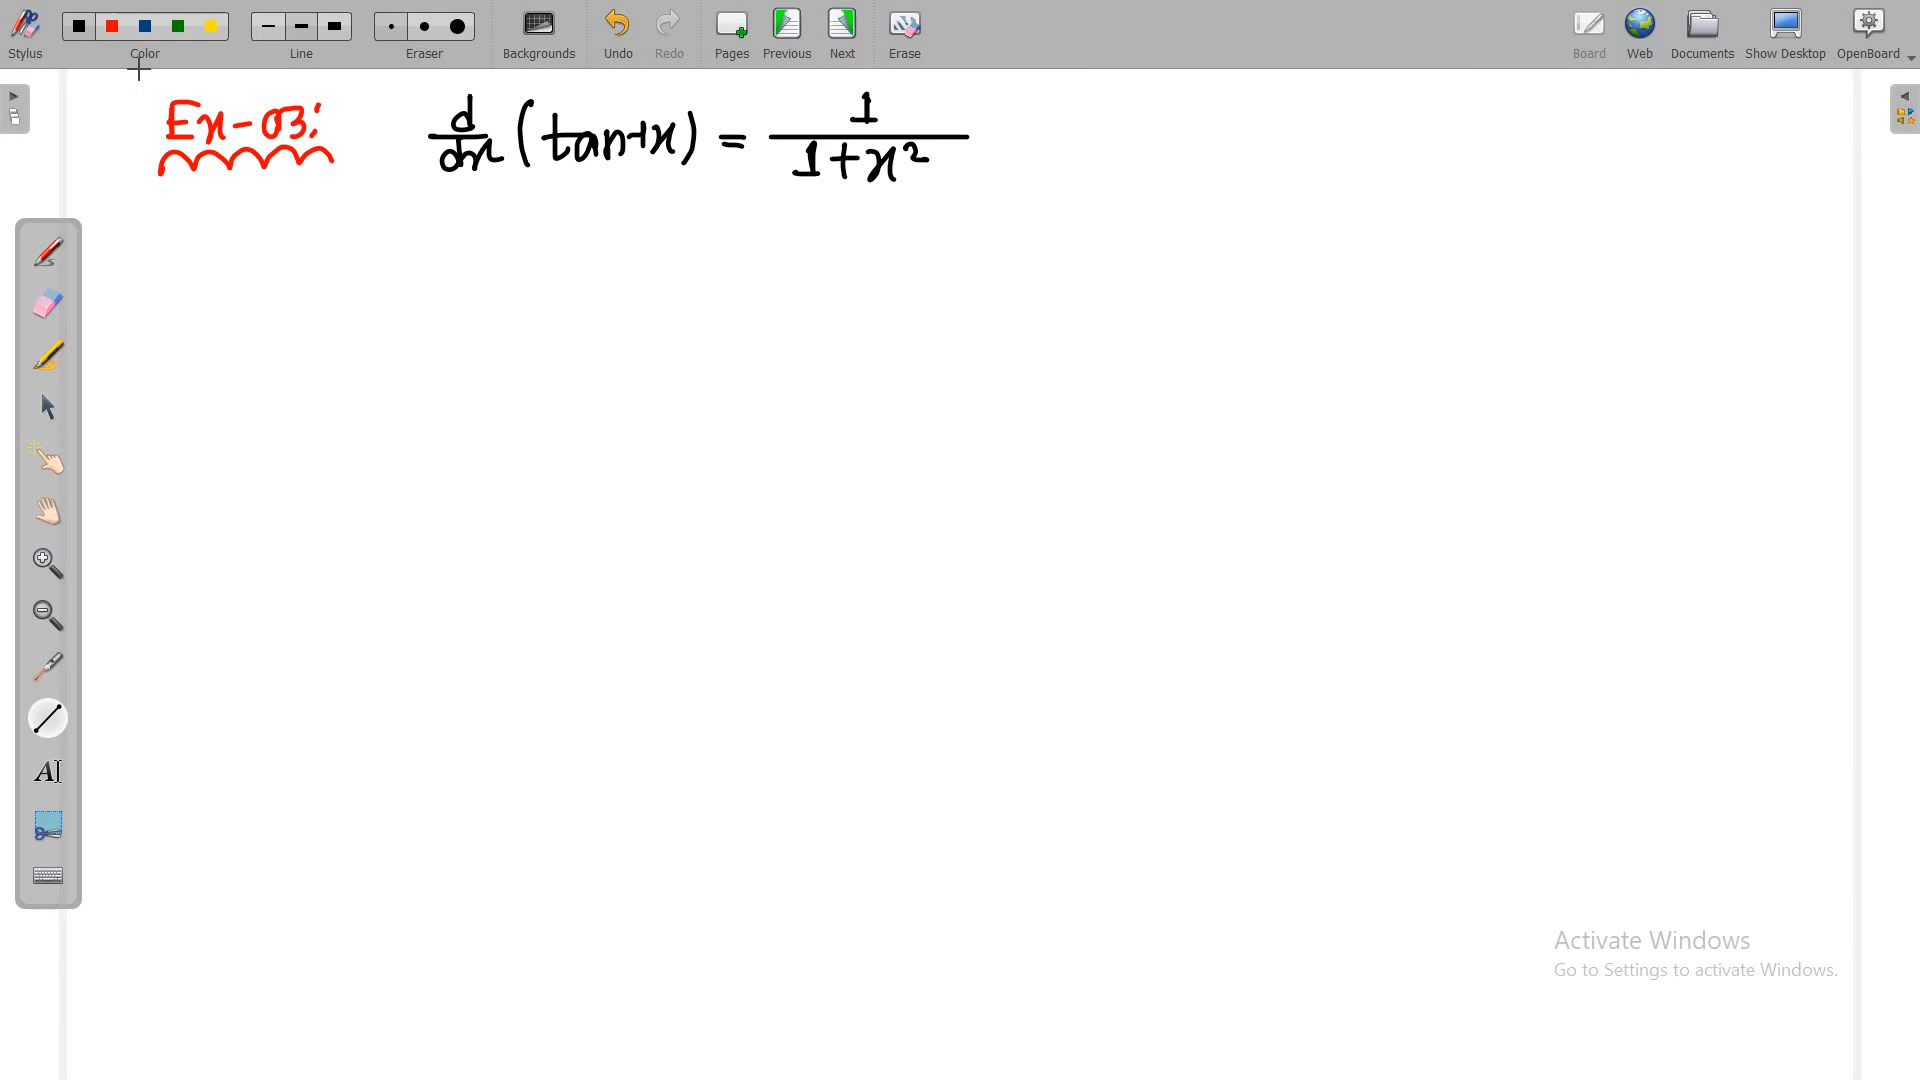 Stylus Color Line Eraser Backgrounds Undo Redo Pages Previous Next Erase Board Web Documents Show Desktop OpenBoard
Ex-03: d/dx (tan⁻¹x) = 1/(1+x²)
Activate Windows
Go to Settings to activate Windows.